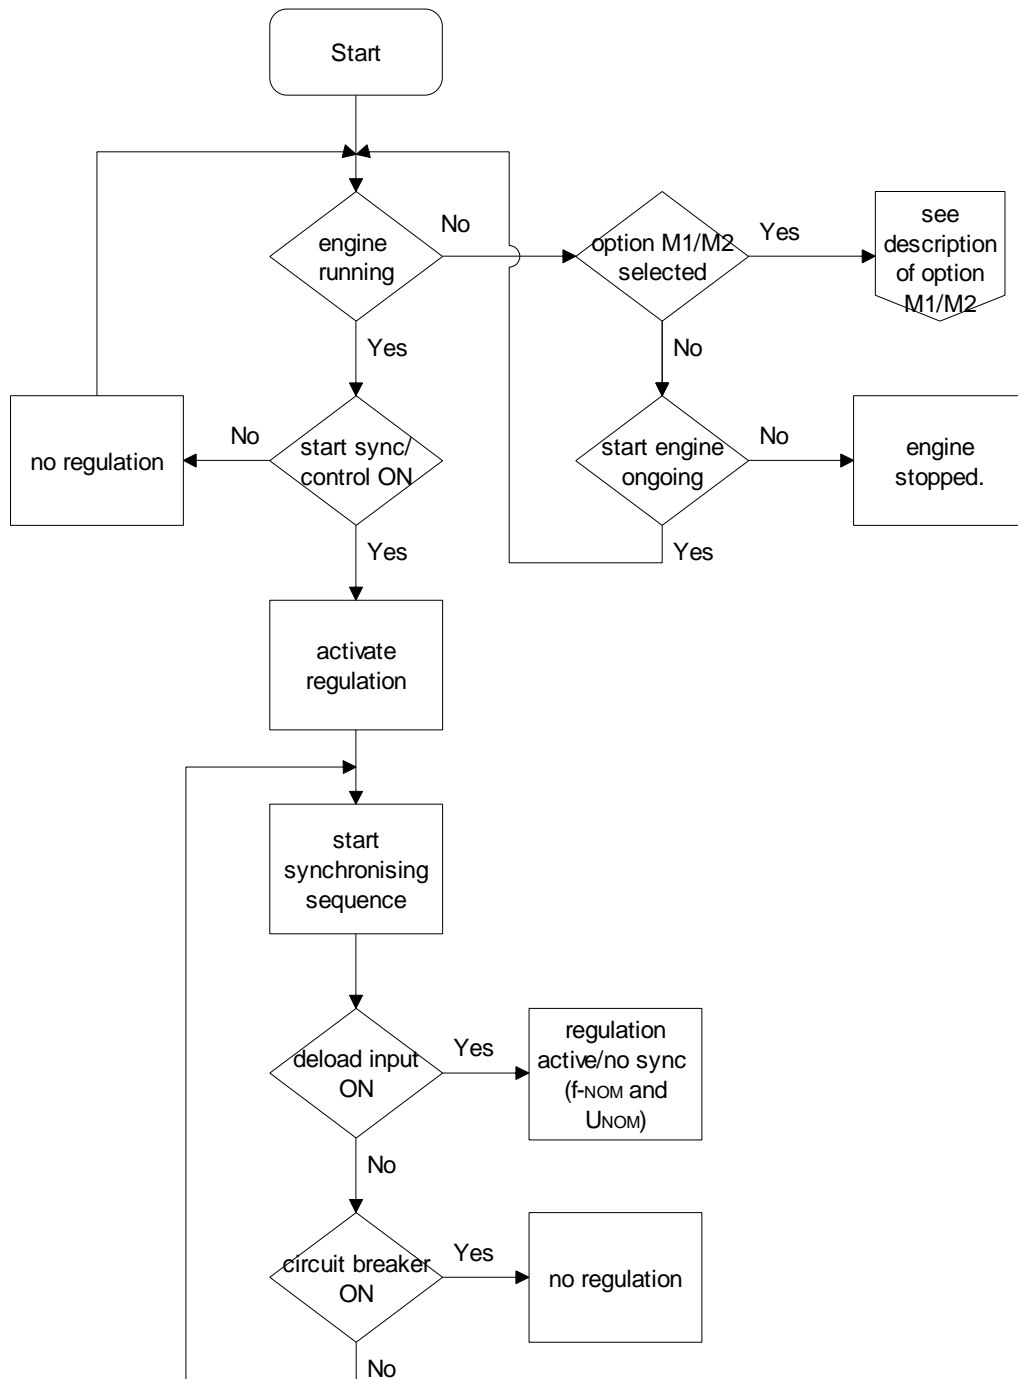 Start
engine
running
No
option M1/M2
selected
Yes
see
description
of option
M1/M2
Yes
No
no regulation
No
start sync/
control ON
start engine
ongoing
No
engine
stopped.
Yes
Yes
activate
regulation
start
synchronising
sequence
deload input
ON
Yes
regulation
active/no sync
(f-NOM and
UNOM)
No
circuit breaker
ON
Yes
no regulation
No